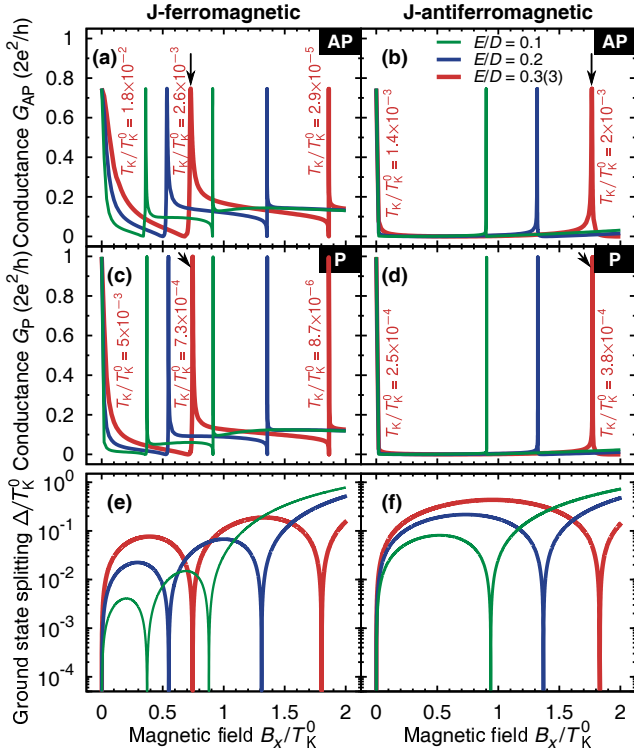 J-ferromagnetic
J-antiferromagnetic
Conductance G_AP (2e²/h)
1
0.8
0.6
0.4
0.2
0
(a)
AP
T_K/T_K^0 = 1.8×10⁻²
T_K/T_K^0 = 2.6×10⁻³
T_K/T_K^0 = 2.9×10⁻⁵
(b)
E/D = 0.1
E/D = 0.2
E/D = 0.3(3)
AP
T_K/T_K^0 = 1.4×10⁻³
T_K/T_K^0 = 2×10⁻³
Conductance G_P (2e²/h)
1
0.8
0.6
0.4
0.2
0
(c)
P
T_K/T_K^0 = 5×10⁻³
T_K/T_K^0 = 7.3×10⁻⁴
T_K/T_K^0 = 8.7×10⁻⁶
(d)
P
T_K/T_K^0 = 2.5×10⁻⁴
T_K/T_K^0 = 3.8×10⁻⁴
Ground state splitting Δ/T_K^0
10⁰
10⁻¹
10⁻²
10⁻³
10⁻⁴
(e)
(f)
0 0.5 1 1.5 2
0 0.5 1 1.5 2
Magnetic field B_x/T_K^0
Magnetic field B_x/T_K^0